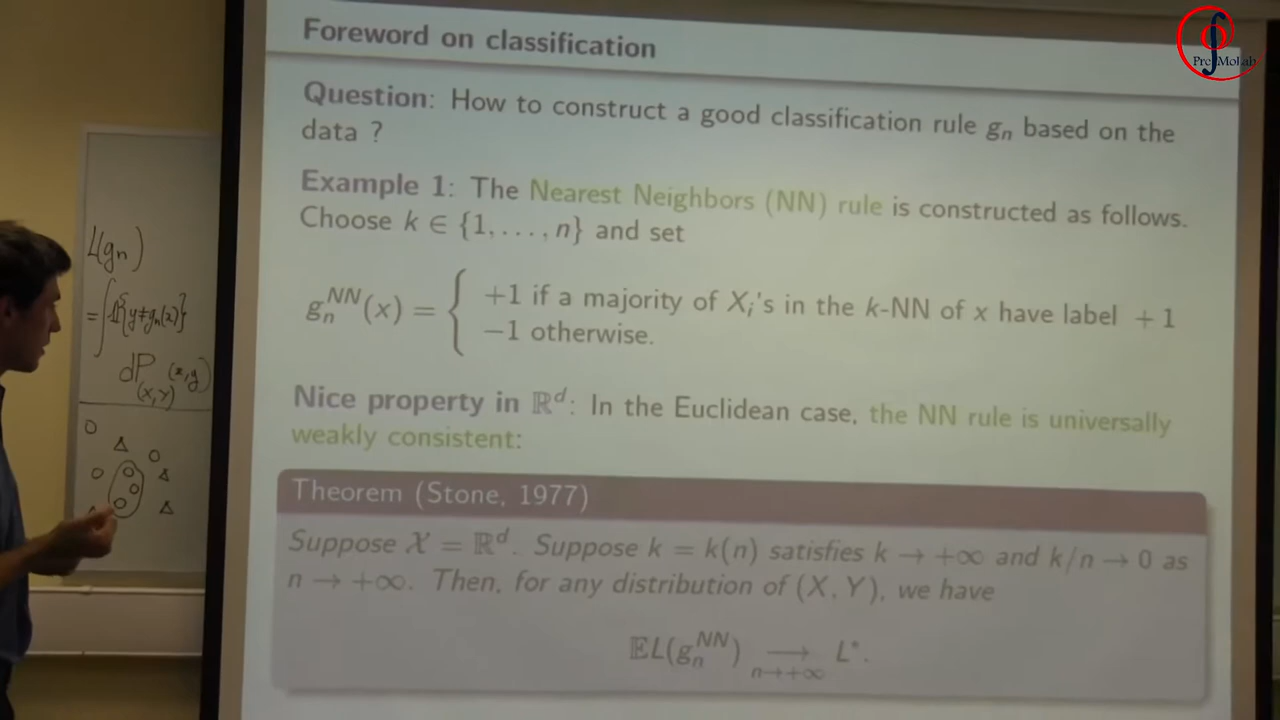 Foreword on classification
Question: How to construct a good classification rule gₙ based on the
data ?
Example 1: The Nearest Neighbors (NN) rule is constructed as follows.
Choose k ∈ {1, . . . , n} and set
gₙᴺᴺ(x) = { +1 if a majority of Xᵢ's in the k-NN of x have label + 1
−1 otherwise.
Nice property in ℝᵈ: In the Euclidean case, the NN rule is universally
weakly consistent:
Theorem (Stone, 1977)
Suppose 𝒳 = ℝᵈ. Suppose k = k(n) satisfies k → +∞ and k/n → 0 as
n → +∞. Then, for any distribution of (X, Y), we have
𝔼L(gₙᴺᴺ) ⟶ L*.
n→+∞
L(gₙ)
= ∫ 𝟙{y≠gₙ(x)}
dP (x,y)
(X,Y)
PreMoLab